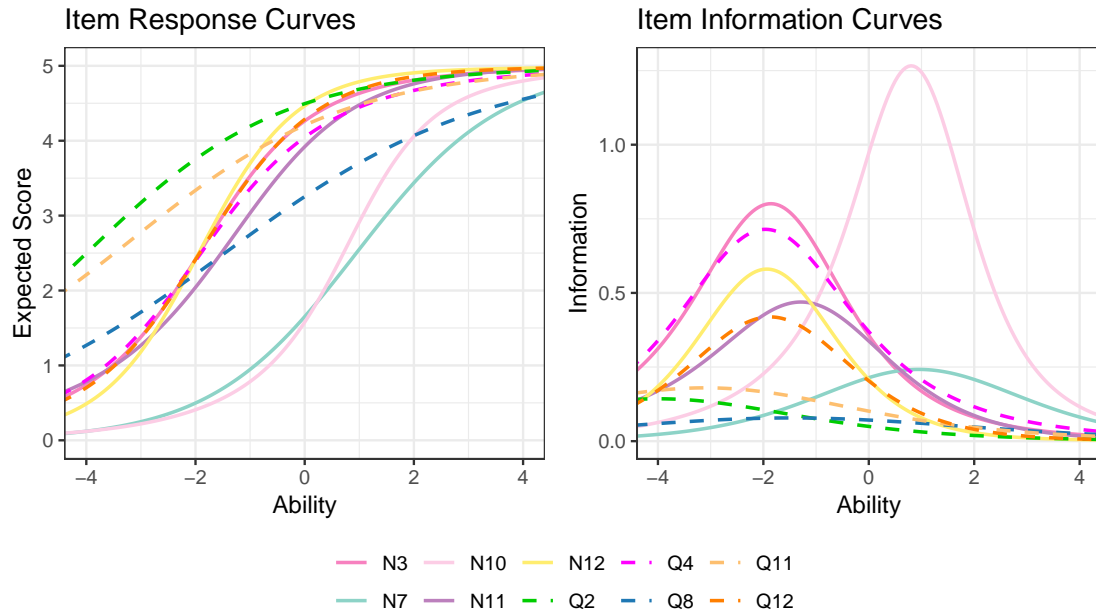 Item Response Curves
Item Information Curves
5
4
3
2
1
0
Expected Score
−4
−2
0
2
4
Ability
1.0
0.5
0.0
Information
−4
−2
0
2
4
Ability
N3 N10 N12 Q4 Q11
N7 N11 Q2 Q8 Q12